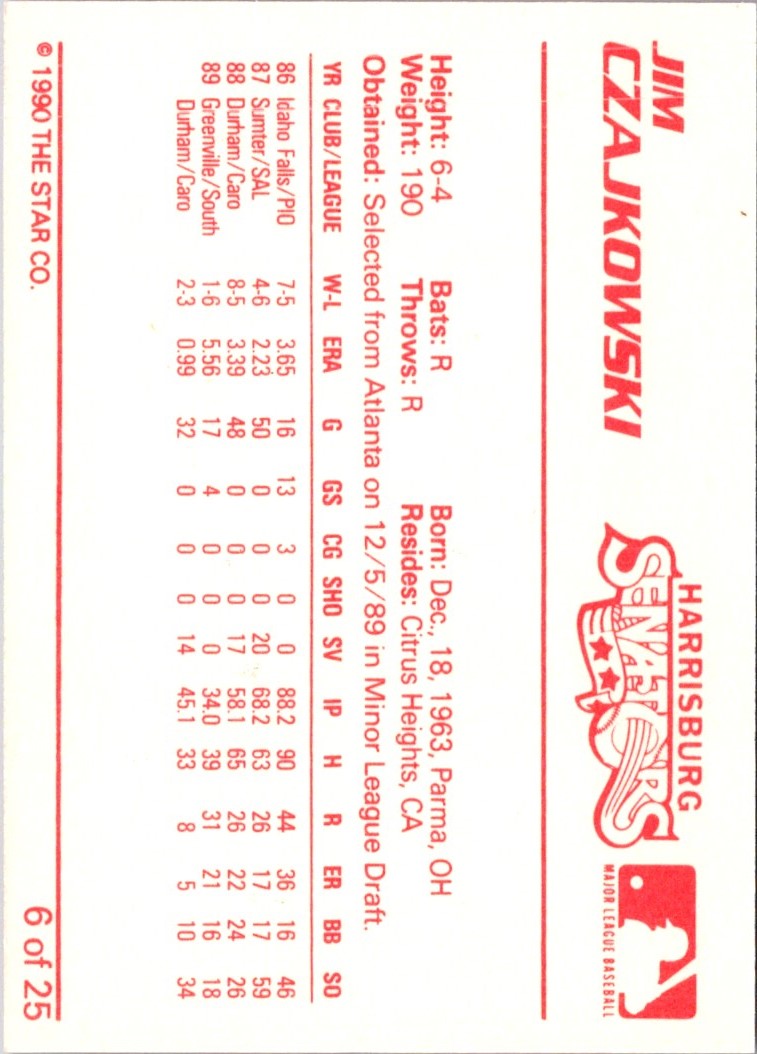 JIM
CZAJKOWSKI
HARRISBURG
SENATORS
MAJOR LEAGUE BASEBALL
Height: 6-4 Bats: R Born: Dec., 18, 1963, Parma, OH
Weight: 190 Throws: R Resides: Citrus Heights, CA
Obtained: Selected from Atlanta on 12/5/89 in Minor League Draft.
YR CLUB/LEAGUE W-L ERA G GS CG SHO SV IP H R ER BB SO
86 Idaho Falls/PIO 7-5 3.65 16 13 3 0 0 88.2 90 44 36 16 46
87 Sumter/SAL 4-6 2.23 50 0 0 0 20 68.2 63 26 17 17 59
88 Durham/Caro 8-5 3.39 48 0 0 0 17 58.1 65 26 22 24 26
89 Greenville/South 1-6 5.56 17 4 0 0 0 34.0 39 31 21 16 18
Durham/Caro 2-3 0.99 32 0 0 0 14 45.1 33 8 5 10 34
© 1990 THE STAR CO. 6 of 25